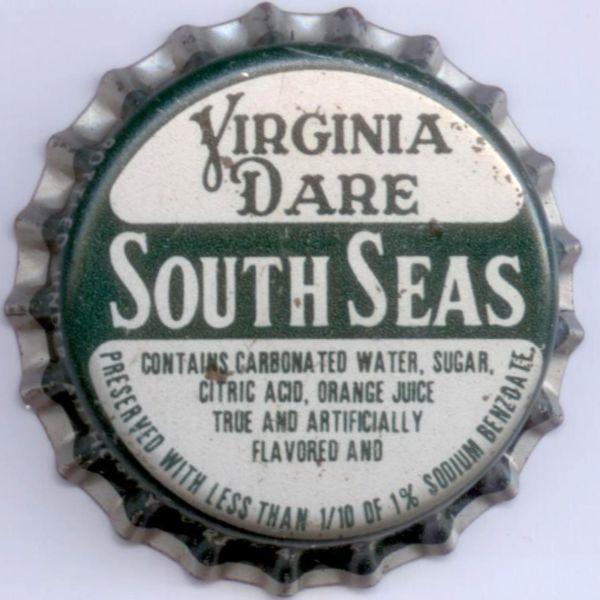 VIRGINIA
DARE
SOUTH SEAS
CONTAINS CARBONATED WATER, SUGAR,
CITRIC ACID, ORANGE JUICE
TRUE AND ARTIFICIALLY
FLAVORED AND
PRESERVED WITH LESS THAN 1/10 OF 1% SODIUM BENZOATE